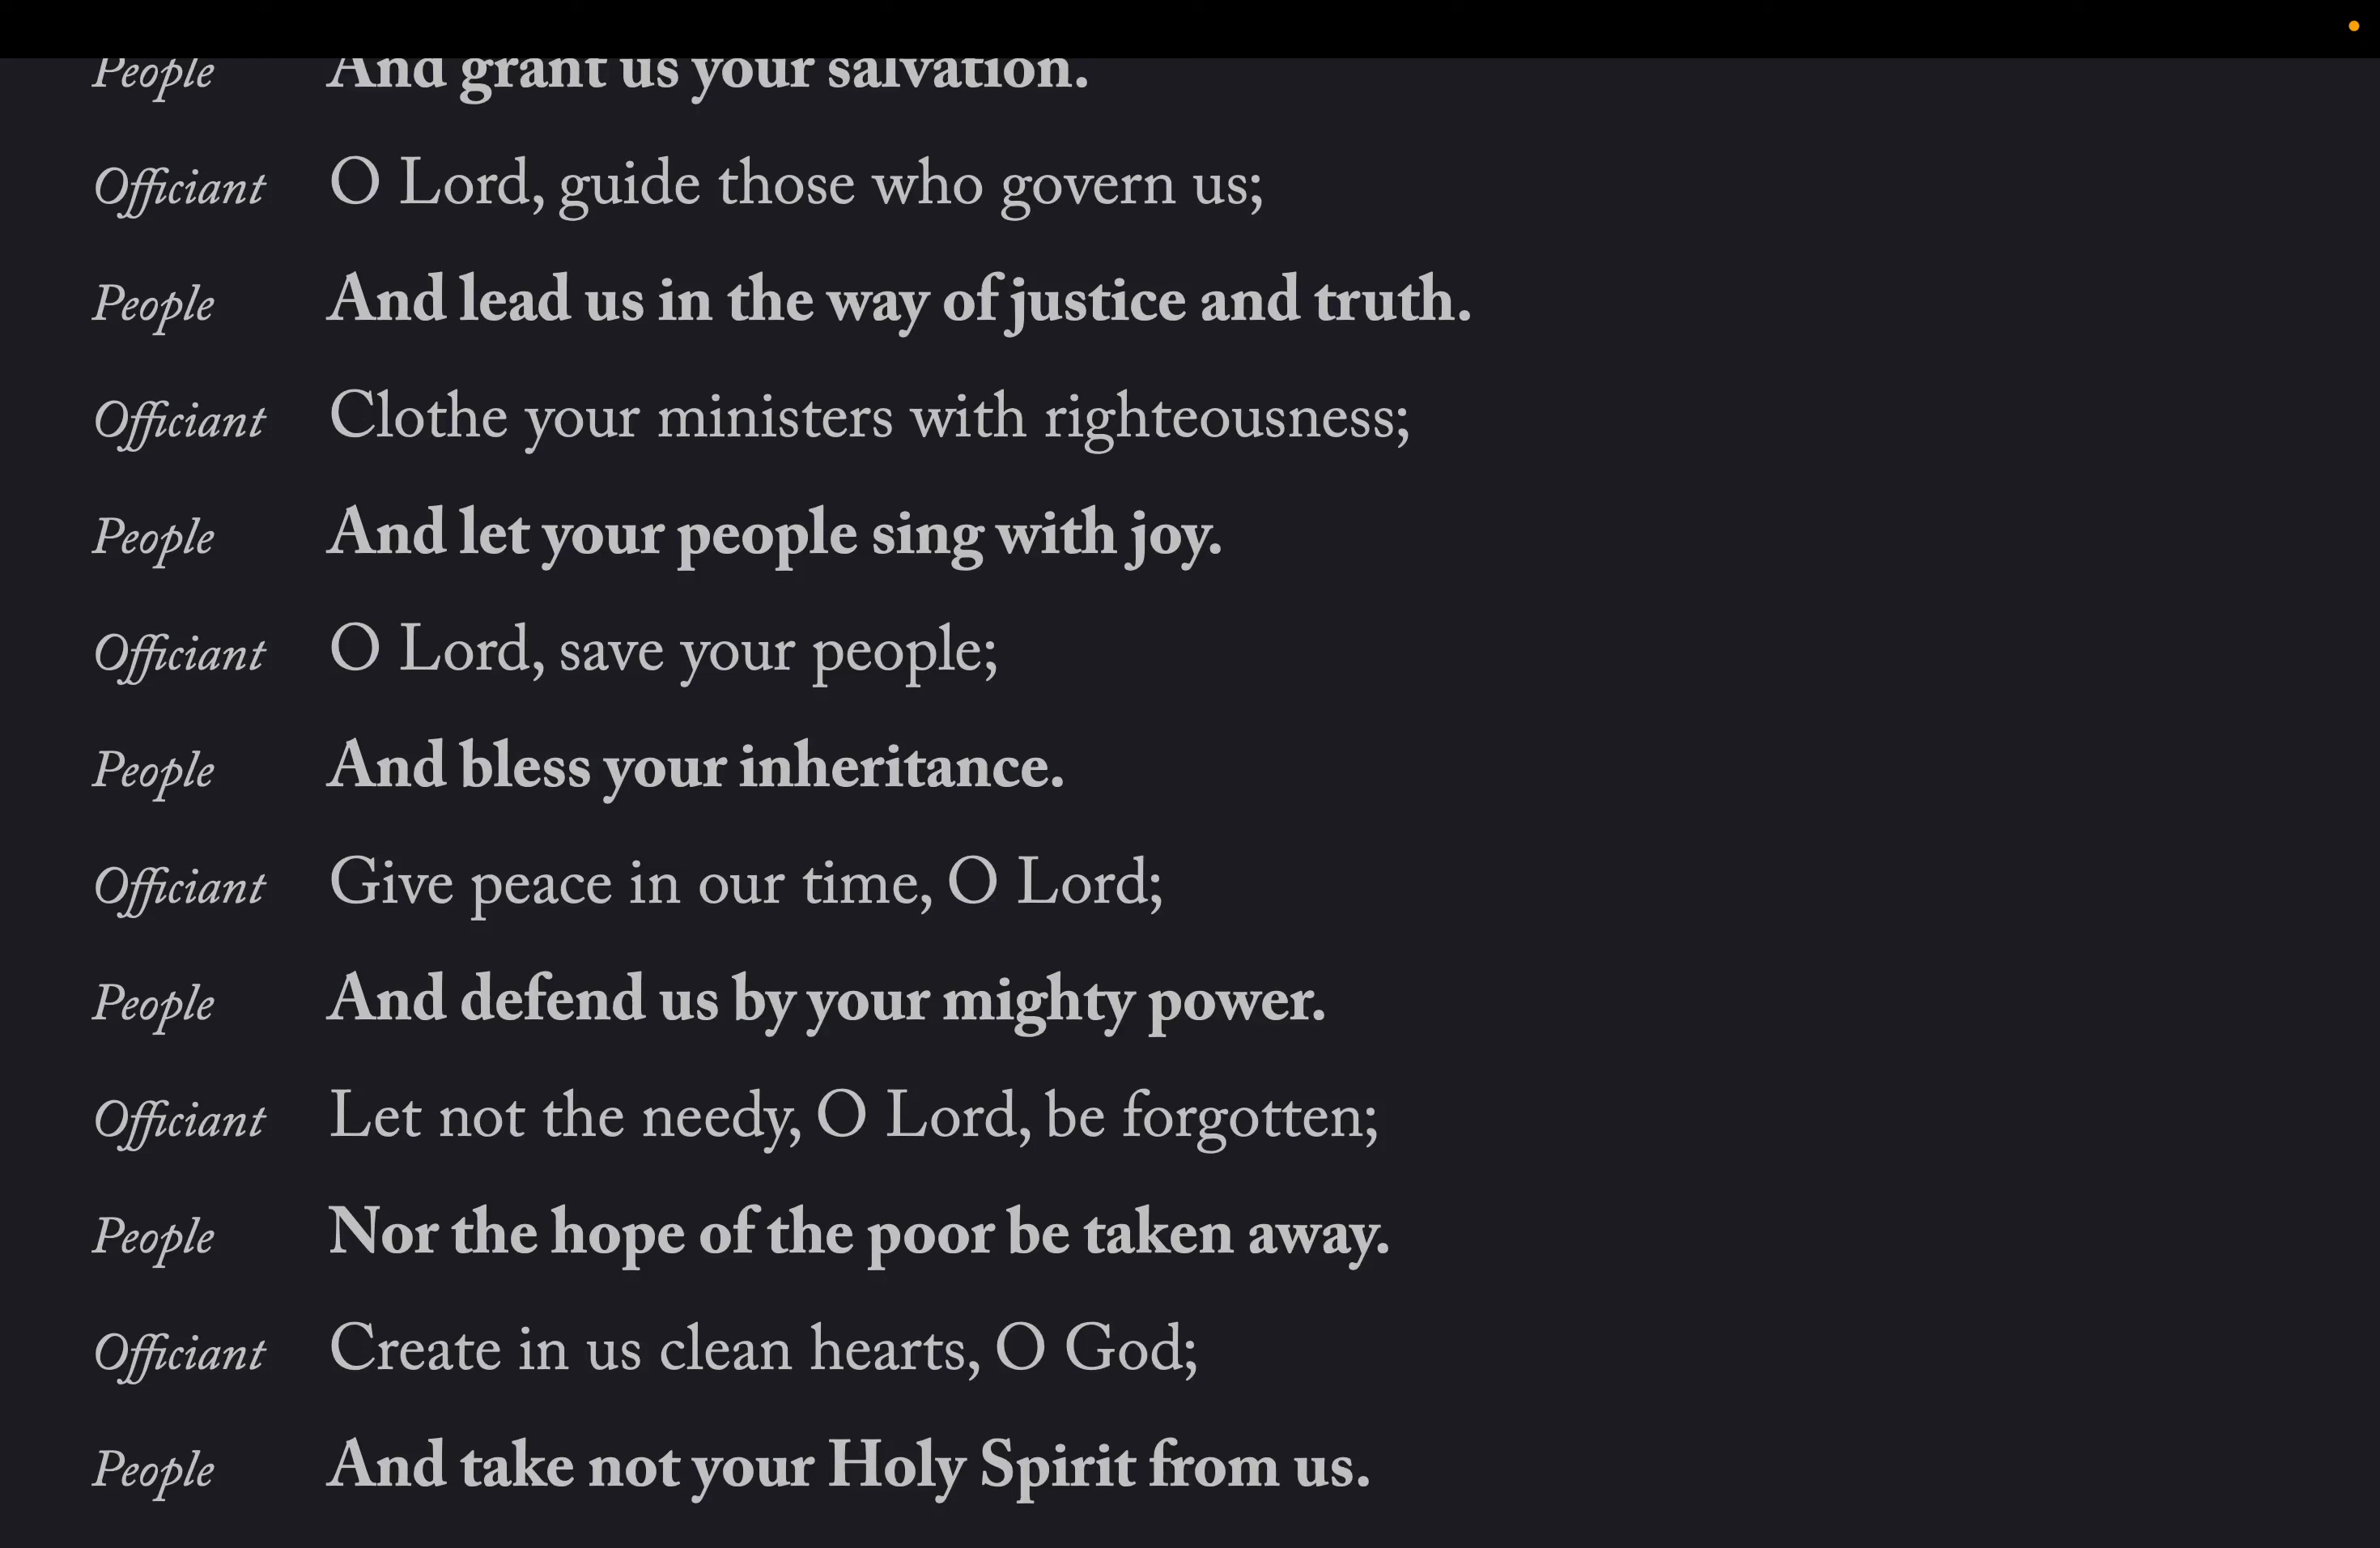 People And grant us your salvation.
Officiant O Lord, guide those who govern us;
People And lead us in the way of justice and truth.
Officiant Clothe your ministers with righteousness;
People And let your people sing with joy.
Officiant O Lord, save your people;
People And bless your inheritance.
Officiant Give peace in our time, O Lord;
People And defend us by your mighty power.
Officiant Let not the needy, O Lord, be forgotten;
People Nor the hope of the poor be taken away.
Officiant Create in us clean hearts, O God;
People And take not your Holy Spirit from us.